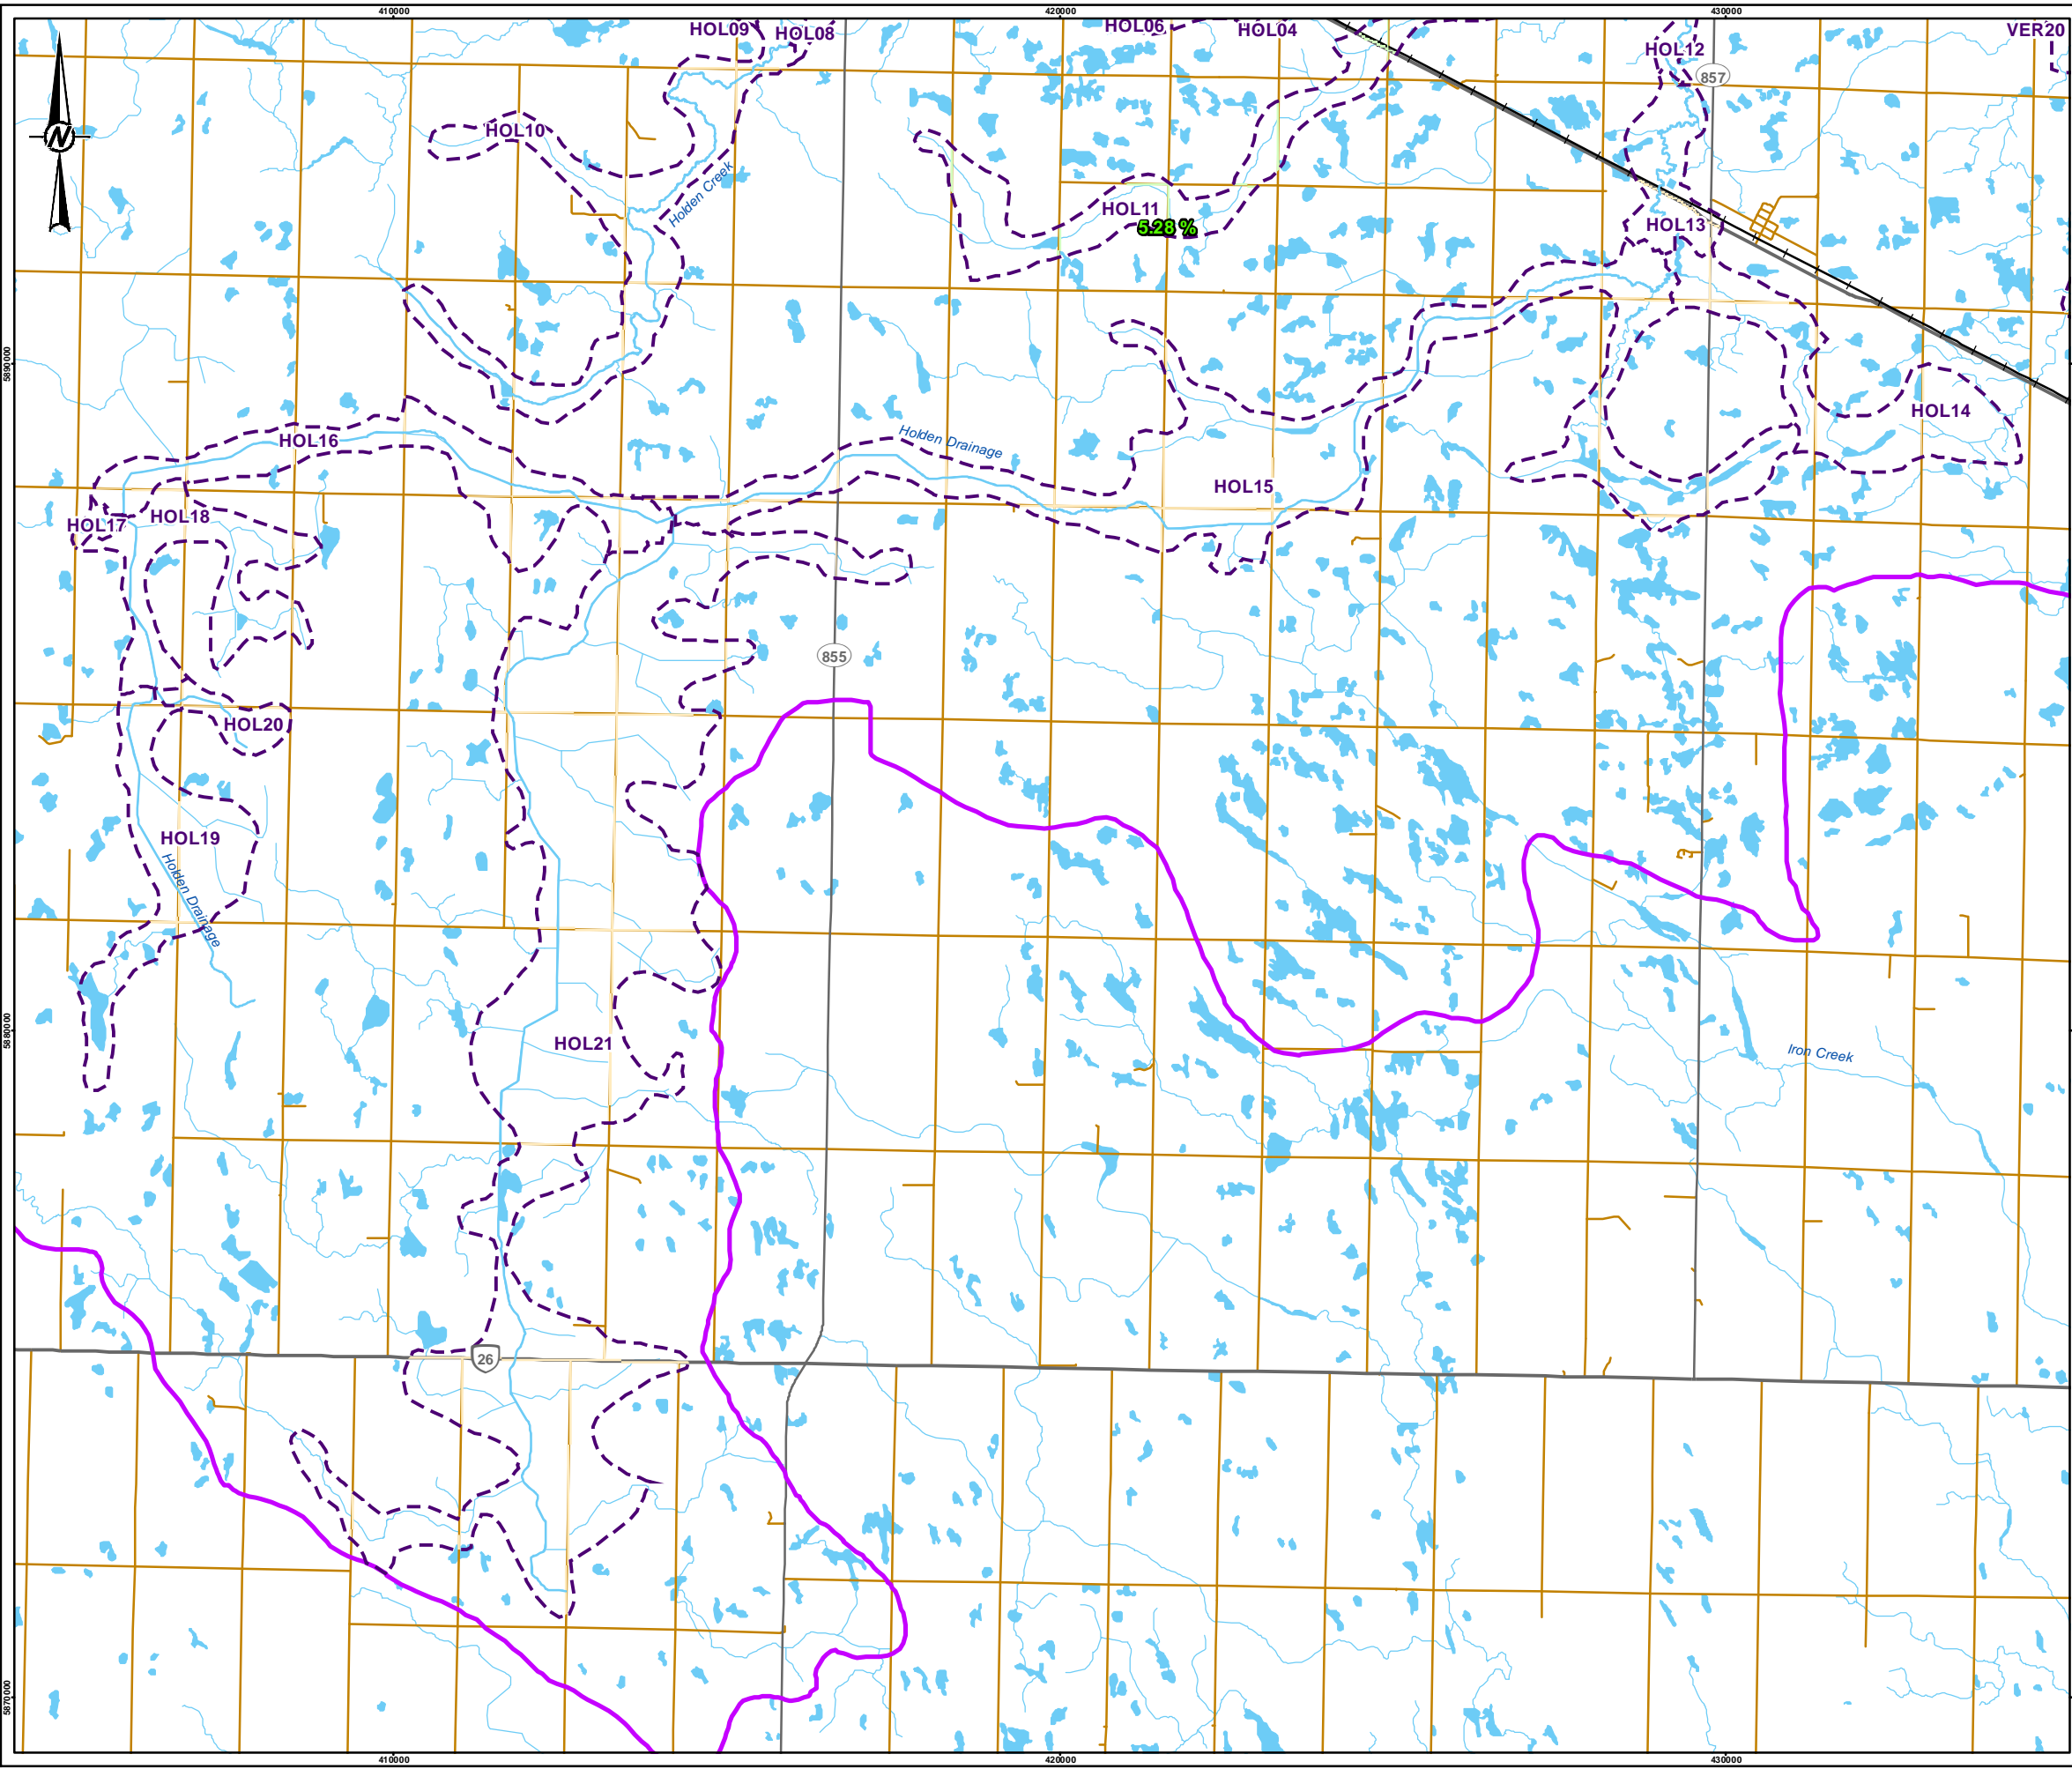 410000
420000
430000
HOL09
HOL08
HOL06
HOL04
HOL12
VER20
857
N
HOL10
Holden Creek
HOL11
5.28 %
HOL13
5890000
HOL14
HOL16
Holden Drainage
HOL15
HOL17
HOL18
855
HOL20
HOL19
Holden Drainage
5880000
HOL21
Iron Creek
26
5870000
410000
420000
430000